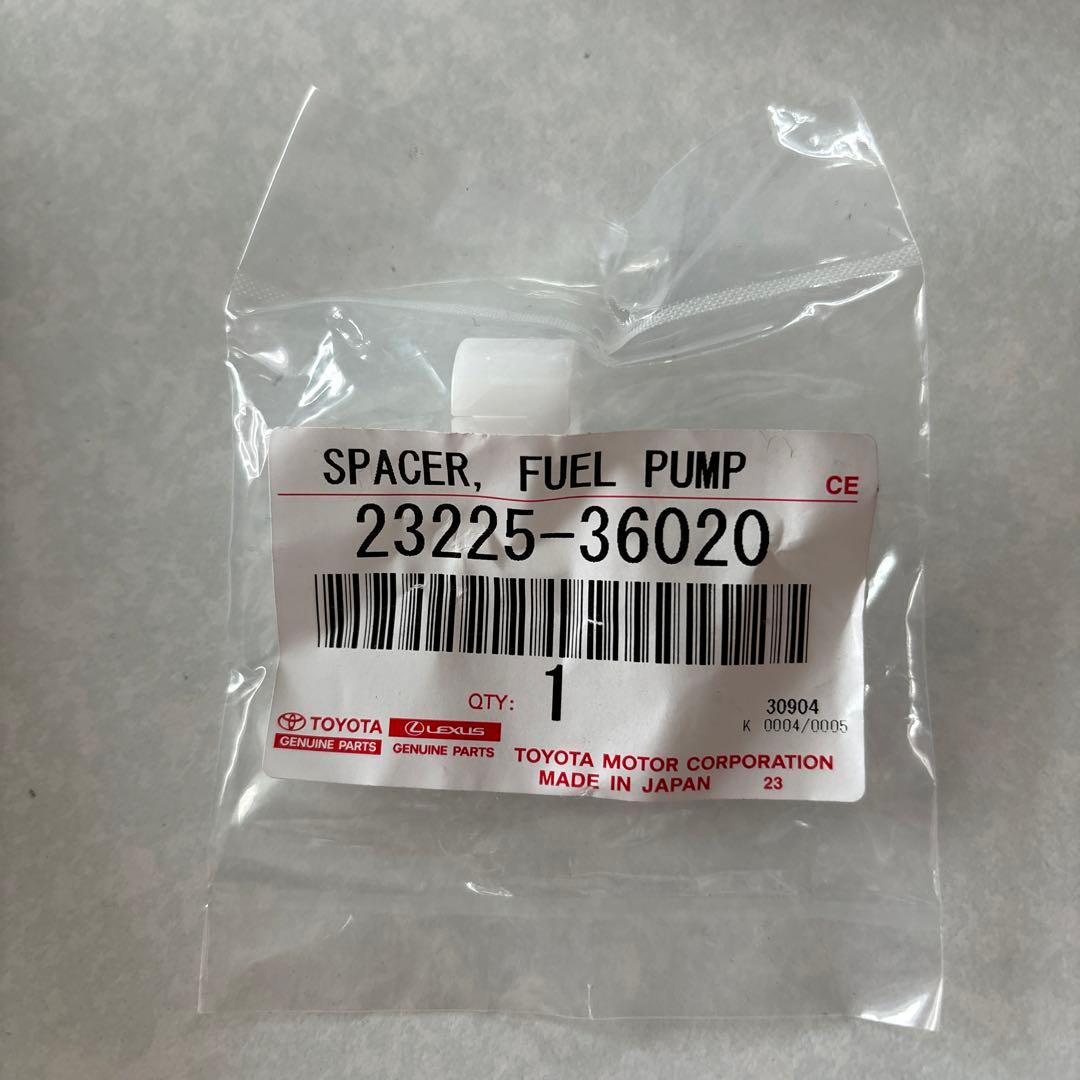 SPACER, FUEL PUMP
CE
23225-36020
QTY: 1
30904
K 0004/0005
TOYOTA LEXUS
GENUINE PARTS GENUINE PARTS
TOYOTA MOTOR CORPORATION
MADE IN JAPAN 23